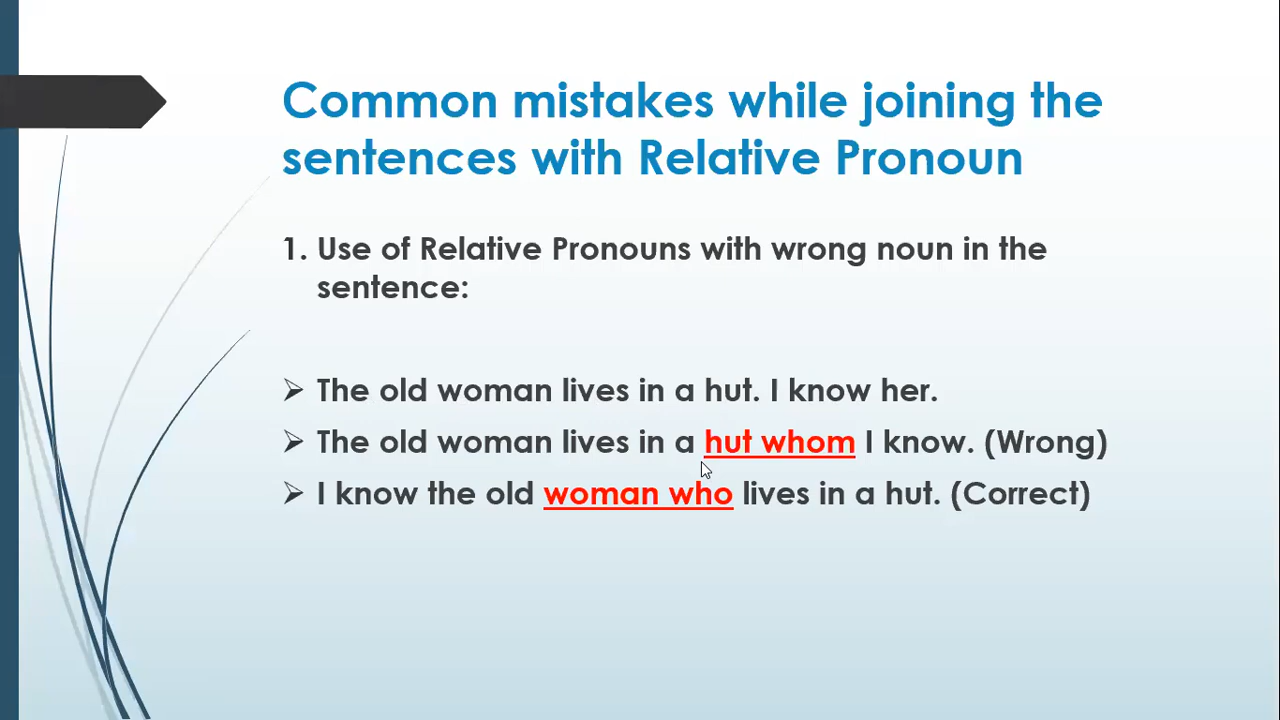 Common mistakes while joining the
sentences with Relative Pronoun
1. Use of Relative Pronouns with wrong noun in the
sentence:
➢ The old woman lives in a hut. I know her.
➢ The old woman lives in a hut whom I know. (Wrong)
➢ I know the old woman who lives in a hut. (Correct)